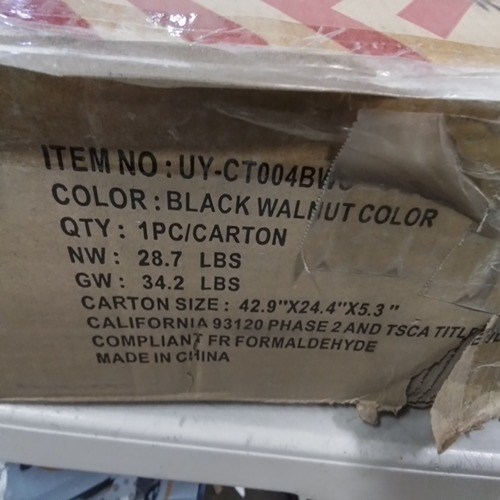 ITEM NO : UY-CT004BW
COLOR : BLACK WALNUT COLOR
QTY : 1PC/CARTON
NW : 28.7 LBS
GW : 34.2 LBS
CARTON SIZE : 42.9"X24.4"X5.3"
CALIFORNIA 93120 PHASE 2 AND TSCA TITLE
COMPLIANT FR FORMALDEHYDE
MADE IN CHINA